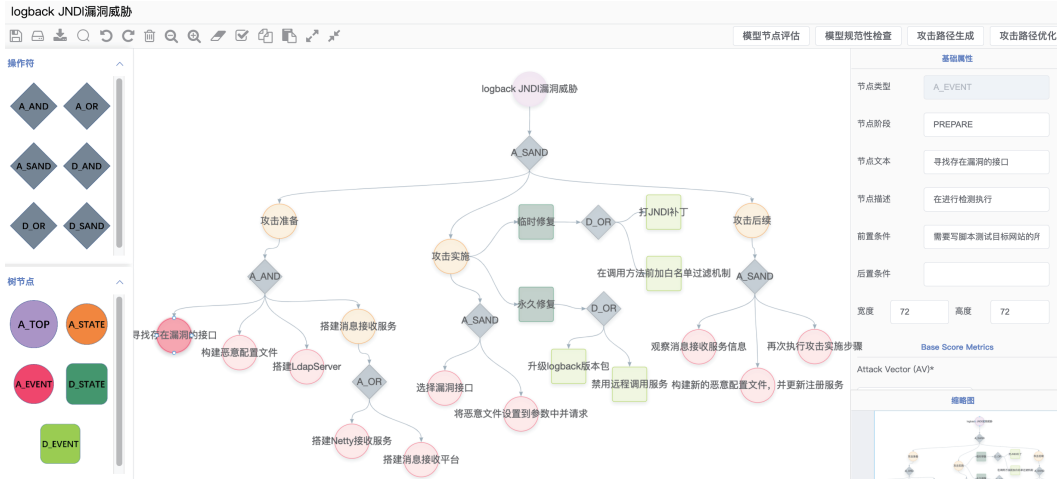 logback JNDI漏洞威胁
模型节点评估 模型规范性检查 攻击路径生成 攻击路径优化
操作符
A_AND A_OR
A_SAND D_AND
D_OR D_SAND
树节点
A_TOP A_STATE
A_EVENT D_STATE
D_EVENT
logback JNDI漏洞威胁
A_SAND
攻击准备
临时修复 D_OR 打JNDI补丁
攻击后续
攻击实施
在调用方法前加白名单过滤机制
A_AND
A_SAND
永久修复 D_OR
寻找存在漏洞的接口
构建恶意配置文件
搭建LdapServer
搭建消息接收服务
A_SAND
观察消息接收服务信息
再次执行攻击实施步骤
A_OR
选择漏洞接口
升级logback版本包
禁用远程调用服务
构建新的恶意配置文件，并更新注册服务
将恶意文件设置到参数中并请求
搭建Netty接收服务
搭建消息接收平台
基础属性
节点类型 A_EVENT
节点阶段 PREPARE
节点文本 寻找存在漏洞的接口
节点描述 在进行检测执行
前置条件 需要写脚本测试目标网站的
后置条件
宽度 72 高度 72
Base Score Metrics
Attack Vector (AV)*
缩略图